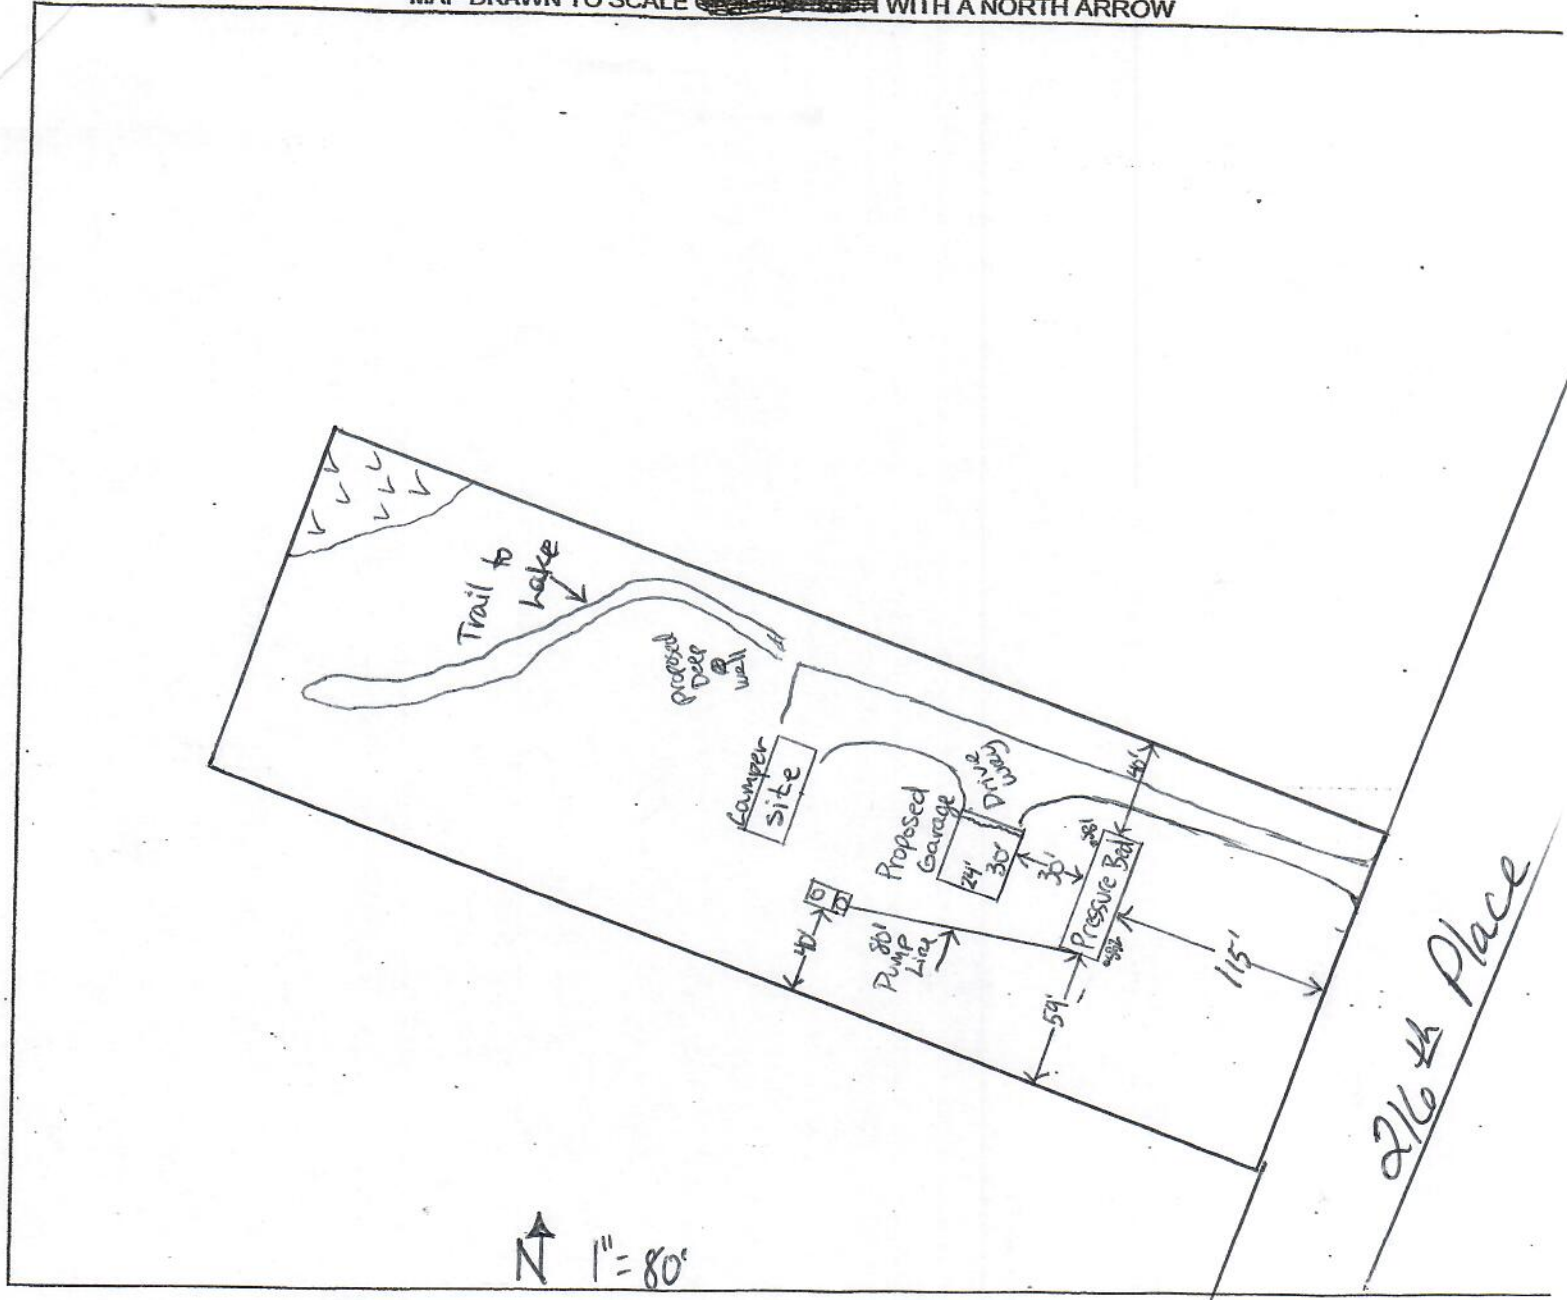 MAP DRAWN TO SCALE
WITH A NORTH ARROW
Trail to
Lake
proposed
Deep
well
Camper
site
Drive
way
Proposed
Garage
24'
30'
30'
40'
Pressure Bed
40'
80'
Pump
Line
59'
115'
216th Place
N
1"=80'